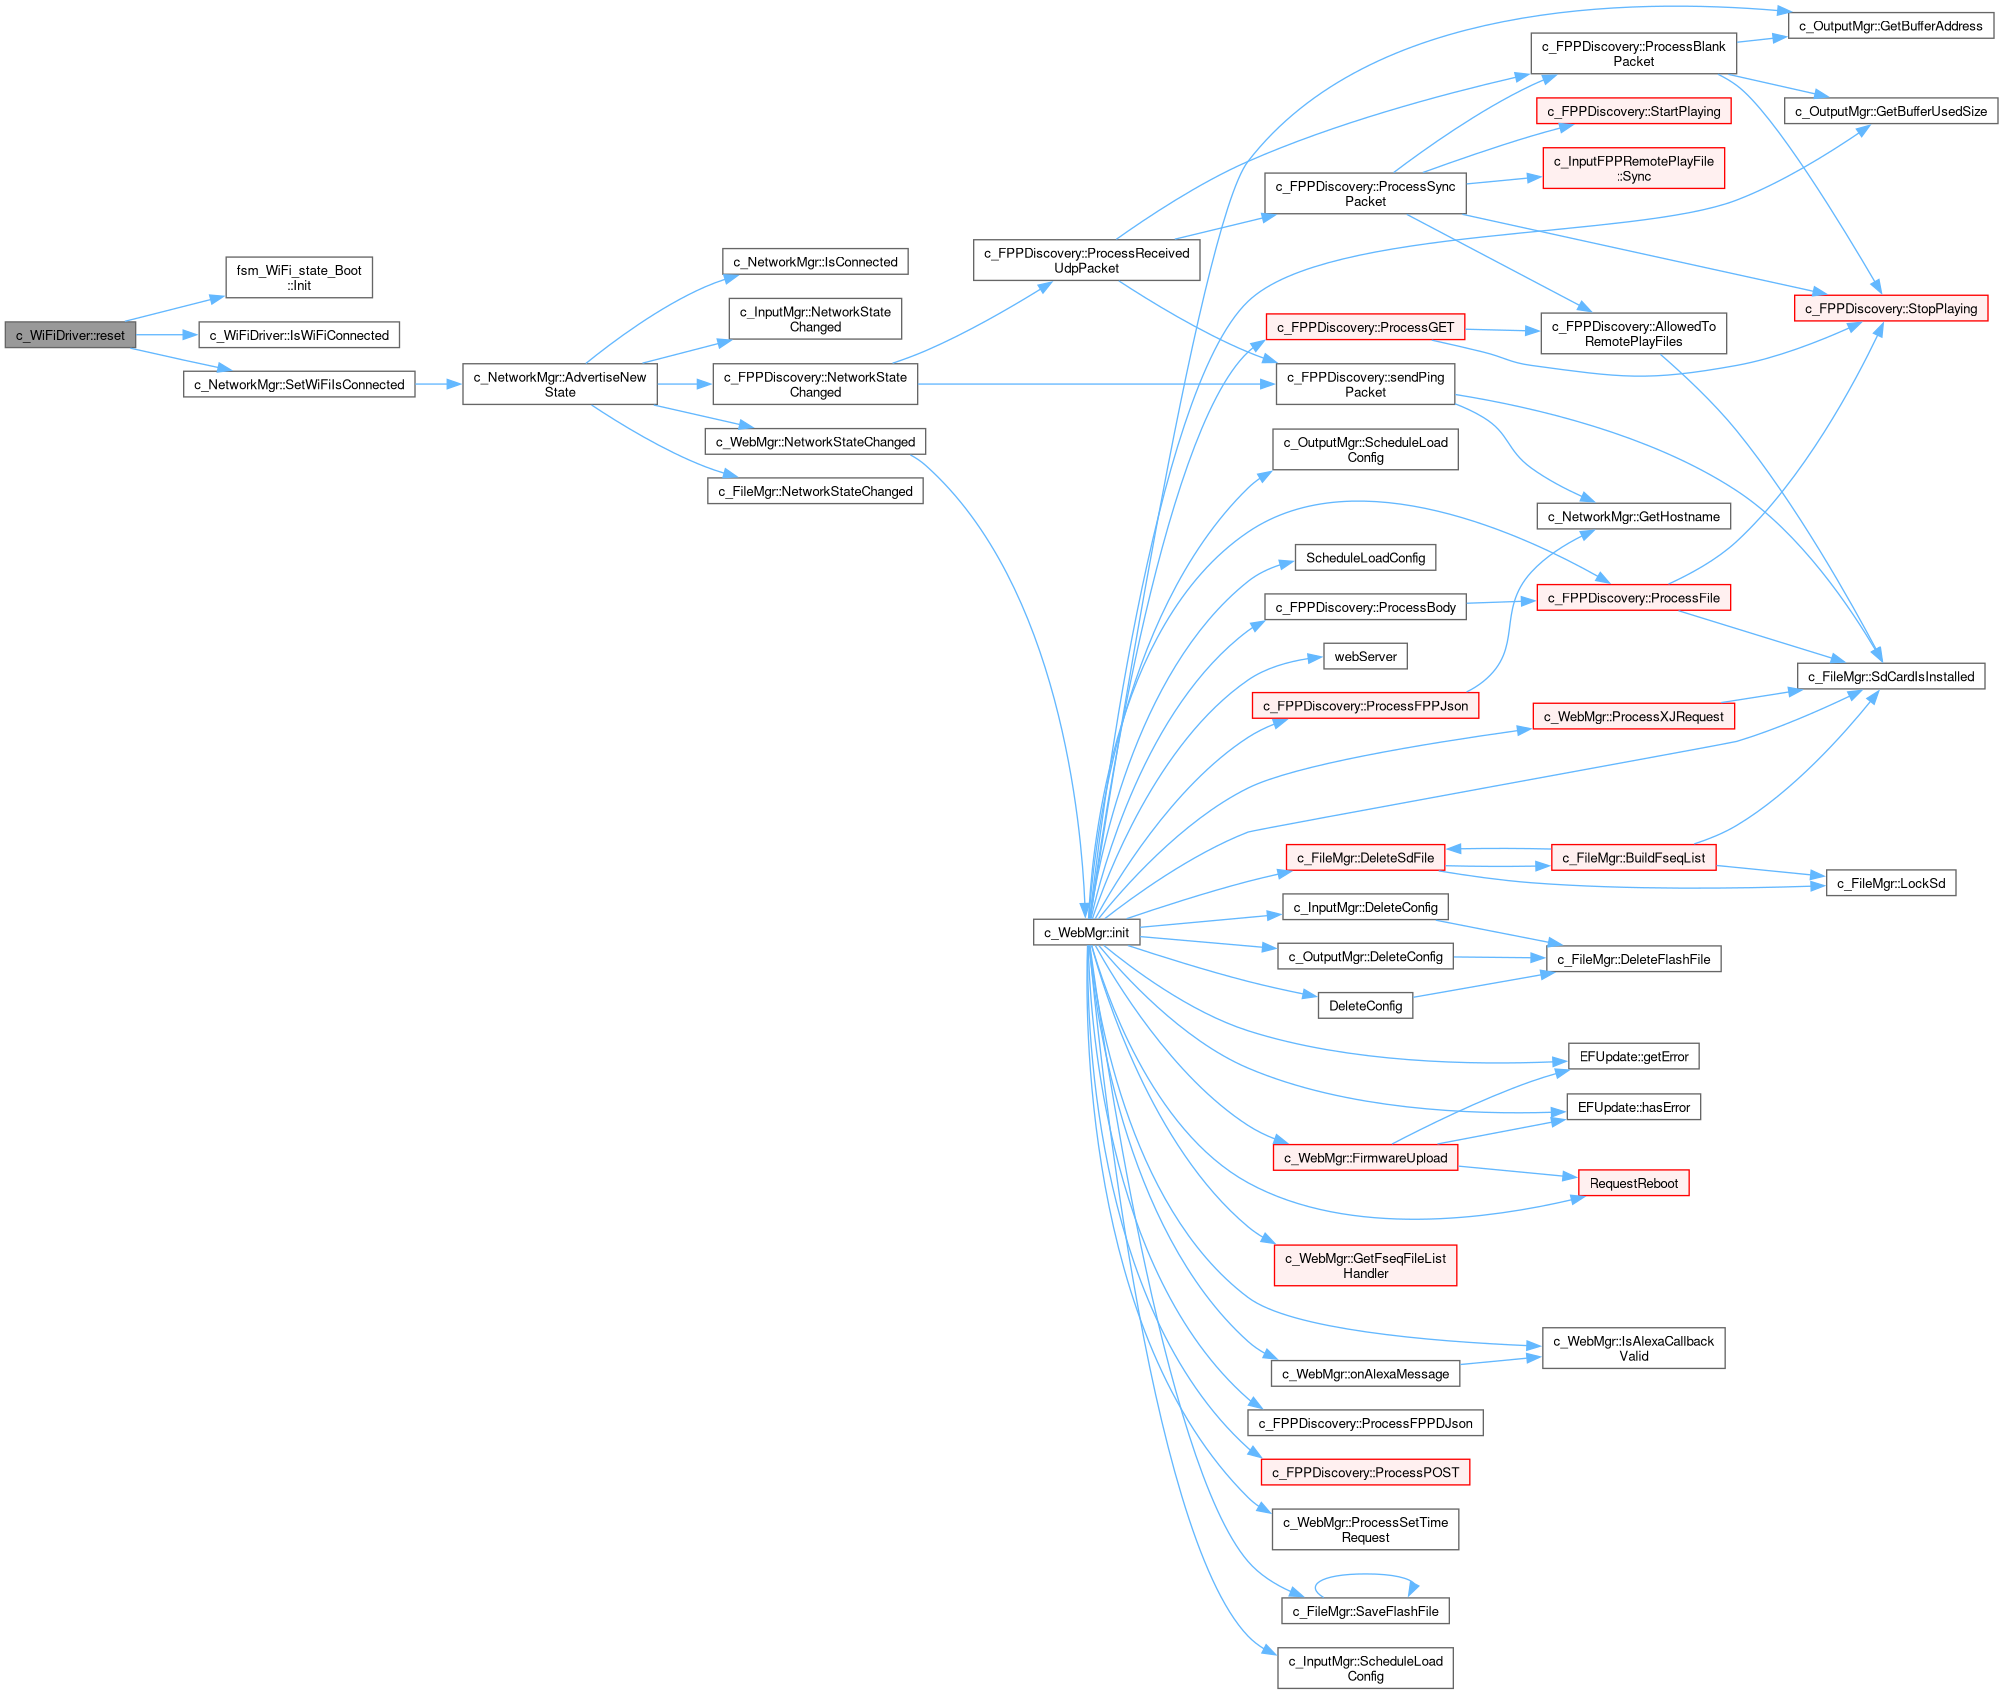 c_WiFiDriver::reset
fsm_WiFi_state_Boot
::Init
c_WiFiDriver::IsWiFiConnected
c_NetworkMgr::SetWiFiIsConnected
c_NetworkMgr::AdvertiseNew
State
c_NetworkMgr::IsConnected
c_InputMgr::NetworkState
Changed
c_FPPDiscovery::NetworkState
Changed
c_WebMgr::NetworkStateChanged
c_FileMgr::NetworkStateChanged
c_FPPDiscovery::ProcessReceived
UdpPacket
c_WebMgr::init
c_FPPDiscovery::ProcessSync
Packet
c_FPPDiscovery::ProcessGET
c_FPPDiscovery::sendPing
Packet
c_OutputMgr::ScheduleLoad
Config
ScheduleLoadConfig
c_FPPDiscovery::ProcessBody
webServer
c_FPPDiscovery::ProcessFPPJson
c_FileMgr::DeleteSdFile
c_InputMgr::DeleteConfig
c_OutputMgr::DeleteConfig
DeleteConfig
c_WebMgr::FirmwareUpload
c_WebMgr::GetFseqFileList
Handler
c_WebMgr::onAlexaMessage
c_FPPDiscovery::ProcessFPPDJson
c_FPPDiscovery::ProcessPOST
c_WebMgr::ProcessSetTime
Request
c_FileMgr::SaveFlashFile
c_InputMgr::ScheduleLoad
Config
c_FPPDiscovery::ProcessBlank
Packet
c_FPPDiscovery::StartPlaying
c_InputFPPRemotePlayFile
::Sync
c_FPPDiscovery::AllowedTo
RemotePlayFiles
c_NetworkMgr::GetHostname
c_FPPDiscovery::ProcessFile
c_WebMgr::ProcessXJRequest
c_FileMgr::BuildFseqList
c_FileMgr::DeleteFlashFile
EFUpdate::getError
EFUpdate::hasError
RequestReboot
c_WebMgr::IsAlexaCallback
Valid
c_OutputMgr::GetBufferAddress
c_OutputMgr::GetBufferUsedSize
c_FPPDiscovery::StopPlaying
c_FileMgr::SdCardIsInstalled
c_FileMgr::LockSd